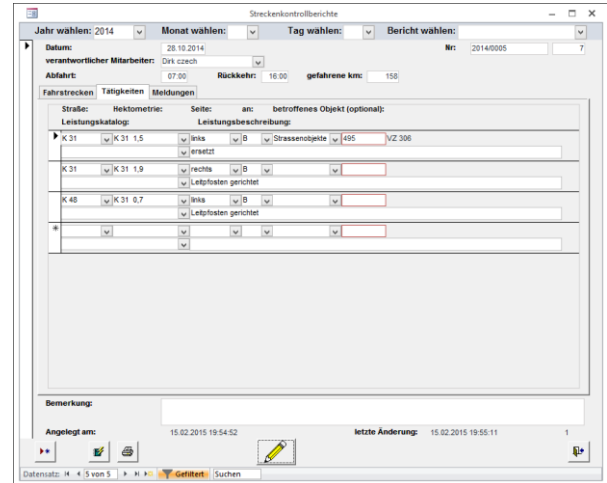 Streckenkontrollberichte
Jahr wählen: 2014 Monat wählen: Tag wählen: Bericht wählen:
Datum: 28.10.2014 Nr: 2014/0005 7
verantwortlicher Mitarbeiter: Dirk czech
Abfahrt: 07:00 Rückkehr: 16:00 gefahrene km: 158
Fahrstrecken Tätigkeiten Meldungen
Straße: Hektometrie: Seite: an: betroffenes Objekt (optional):
Leistungskatalog: Leistungsbeschreibung:
K 31 K 31 1,5 links B Strassenobjekte 495 VZ 306
ersetzt
K 31 K 31 1,9 rechts B
Leitpfosten gerichtet
K 48 K 31 0,7 links B
Leitpfosten gerichtet
Bemerkung:
Angelegt am: 15.02.2015 19:54:52 letzte Änderung: 15.02.2015 19:55:11 1
Datensatz: 5 von 5 Gefiltert Suchen